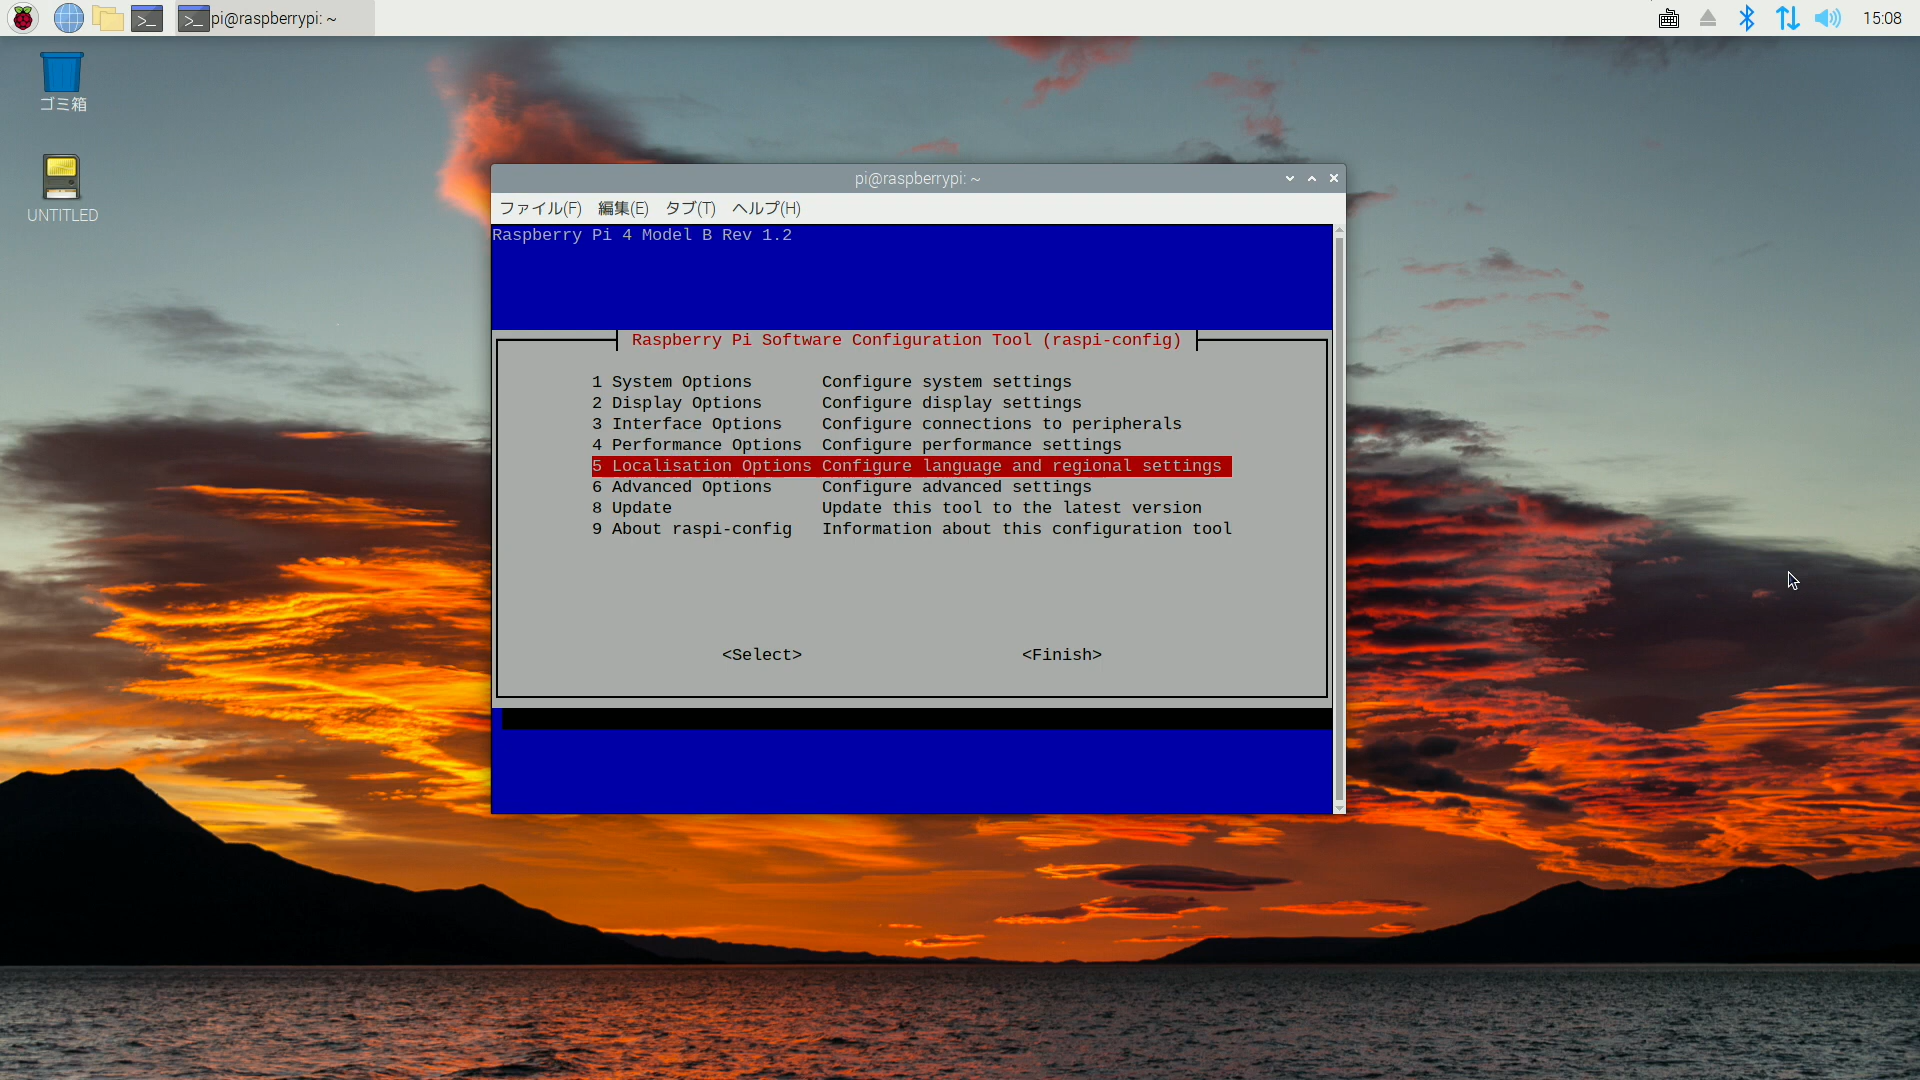 pi@raspberrypi: ~
15:08
ゴミ箱
UNTITLED
pi@raspberrypi: ~
ファイル(F) 編集(E) タブ(T) ヘルプ(H)
Raspberry Pi 4 Model B Rev 1.2
Raspberry Pi Software Configuration Tool (raspi-config)
1 System Options Configure system settings
2 Display Options Configure display settings
3 Interface Options Configure connections to peripherals
4 Performance Options Configure performance settings
5 Localisation Options Configure language and regional settings
6 Advanced Options Configure advanced settings
8 Update Update this tool to the latest version
9 About raspi-config Information about this configuration tool
<Select> <Finish>